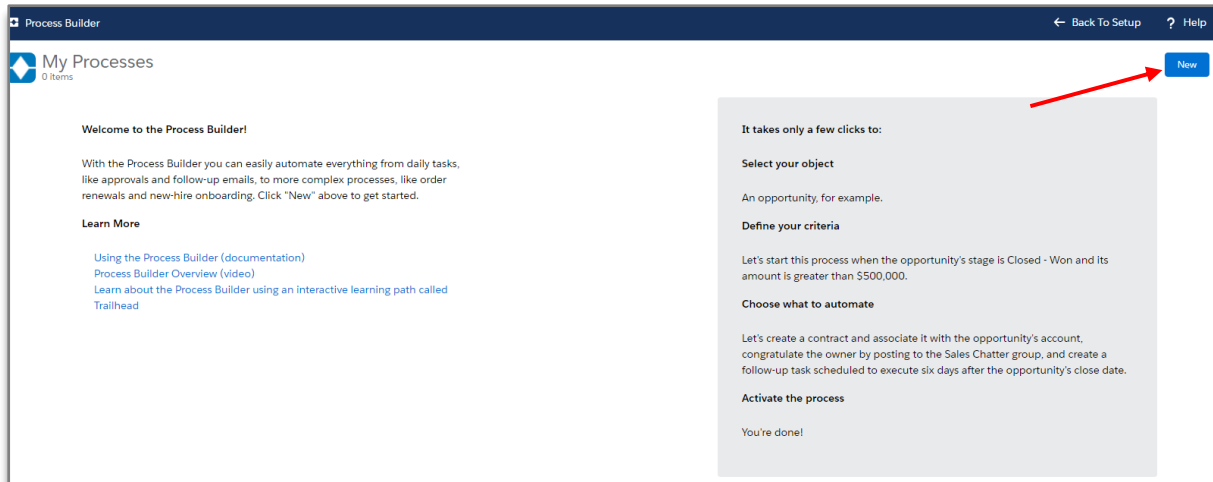 Process Builder
Back To Setup
? Help
My Processes
0 items
New
Welcome to the Process Builder!
With the Process Builder you can easily automate everything from daily tasks,
like approvals and follow-up emails, to more complex processes, like order
renewals and new-hire onboarding. Click "New" above to get started.
Learn More
Using the Process Builder (documentation)
Process Builder Overview (video)
Learn about the Process Builder using an interactive learning path called
Trailhead
It takes only a few clicks to:
Select your object
An opportunity, for example.
Define your criteria
Let's start this process when the opportunity's stage is Closed - Won and its
amount is greater than $500,000.
Choose what to automate
Let's create a contract and associate it with the opportunity's account,
congratulate the owner by posting to the Sales Chatter group, and create a
follow-up task scheduled to execute six days after the opportunity's close date.
Activate the process
You're done!